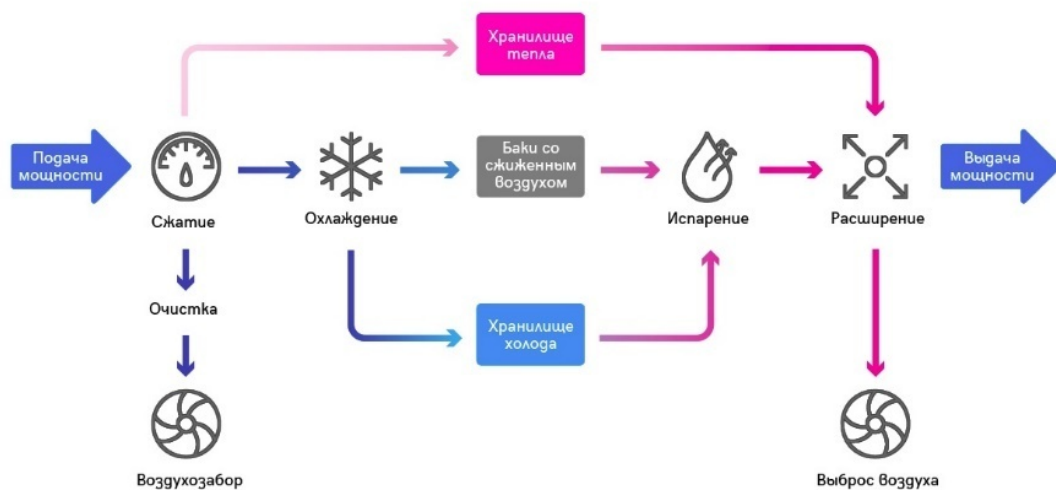 Хранилище
тепла
Подача
мощности
Баки со
сжиженным
воздухом
Выдача
мощности
Сжатие
Охлаждение
Испарение
Расширение
Очистка
Хранилище
холода
Воздухозабор
Выброс воздуха